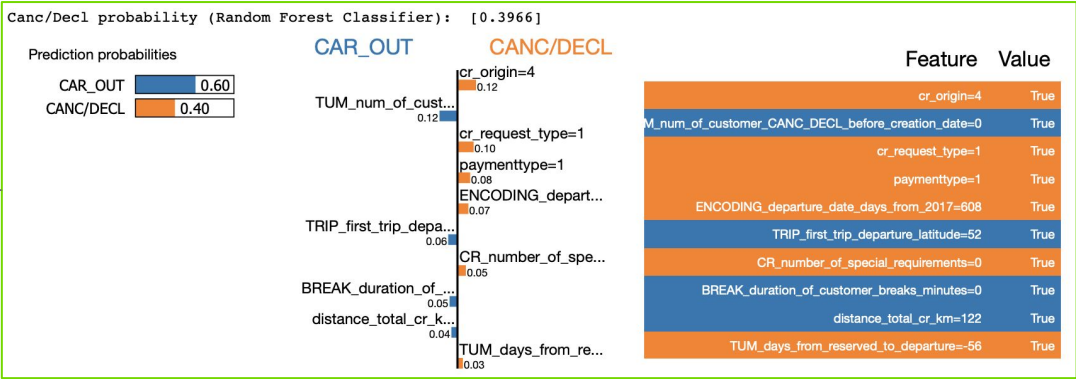 Canc/Decl probability (Random Forest Classifier): [0.3966]
Prediction probabilities
CAR_OUT 0.60
CANC/DECL 0.40
CAR_OUT CANC/DECL
cr_origin=4
0.12
TUM_num_of_cust...
0.12
cr_request_type=1
0.10
paymenttype=1
0.08
ENCODING_depart...
0.07
TRIP_first_trip_depa...
0.06
CR_number_of_spe...
0.05
BREAK_duration_of_...
0.05
distance_total_cr_k...
0.04
TUM_days_from_re...
0.03
Feature Value
cr_origin=4 True
M_num_of_customer_CANC_DECL_before_creation_date=0 True
cr_request_type=1 True
paymenttype=1 True
ENCODING_departure_date_days_from_2017=608 True
TRIP_first_trip_departure_latitude=52 True
CR_number_of_special_requirements=0 True
BREAK_duration_of_customer_breaks_minutes=0 True
distance_total_cr_km=122 True
TUM_days_from_reserved_to_departure=-56 True